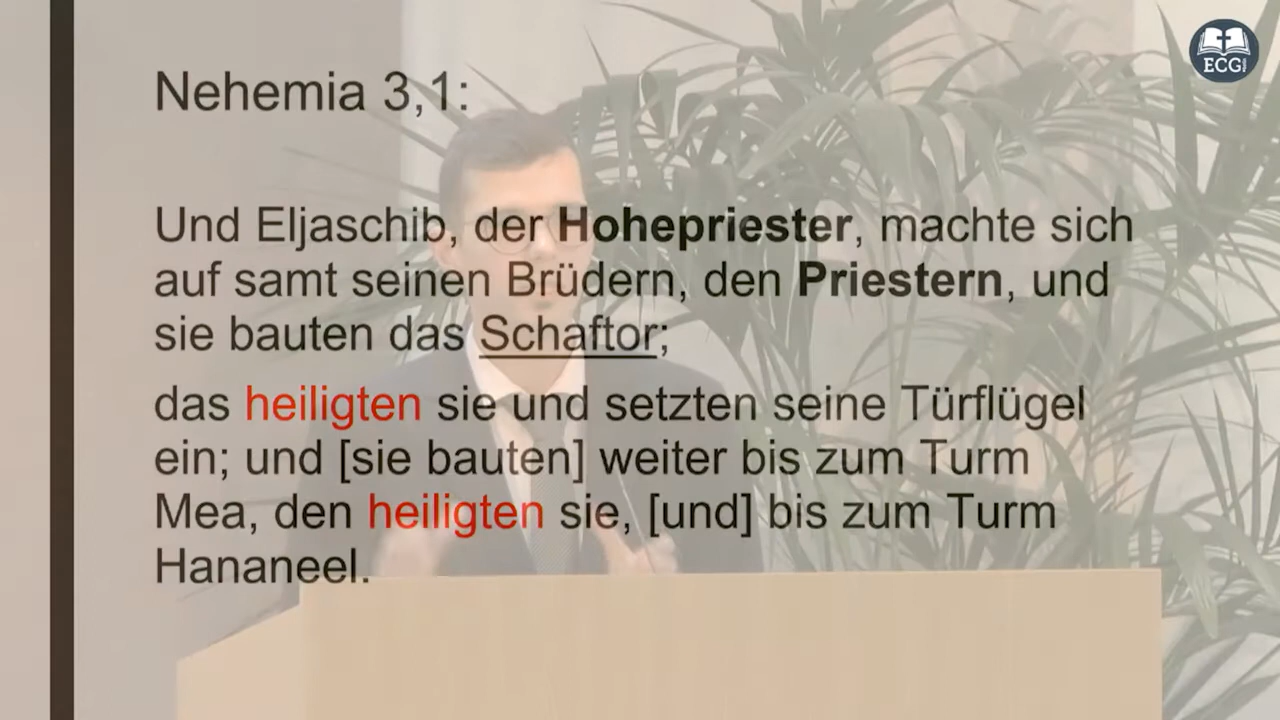 ECG
Nehemia 3,1:
Und Eljaschib, der Hohepriester, machte sich
auf samt seinen Brüdern, den Priestern, und
sie bauten das Schaftor;
das heiligten sie und setzten seine Türflügel
ein; und [sie bauten] weiter bis zum Turm
Mea, den heiligten sie, [und] bis zum Turm
Hananeel.